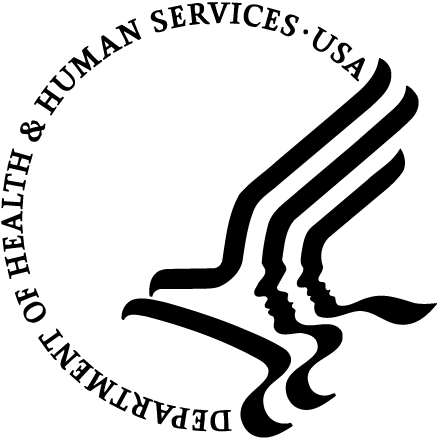 DEPARTMENT OF HEALTH & HUMAN SERVICES · USA